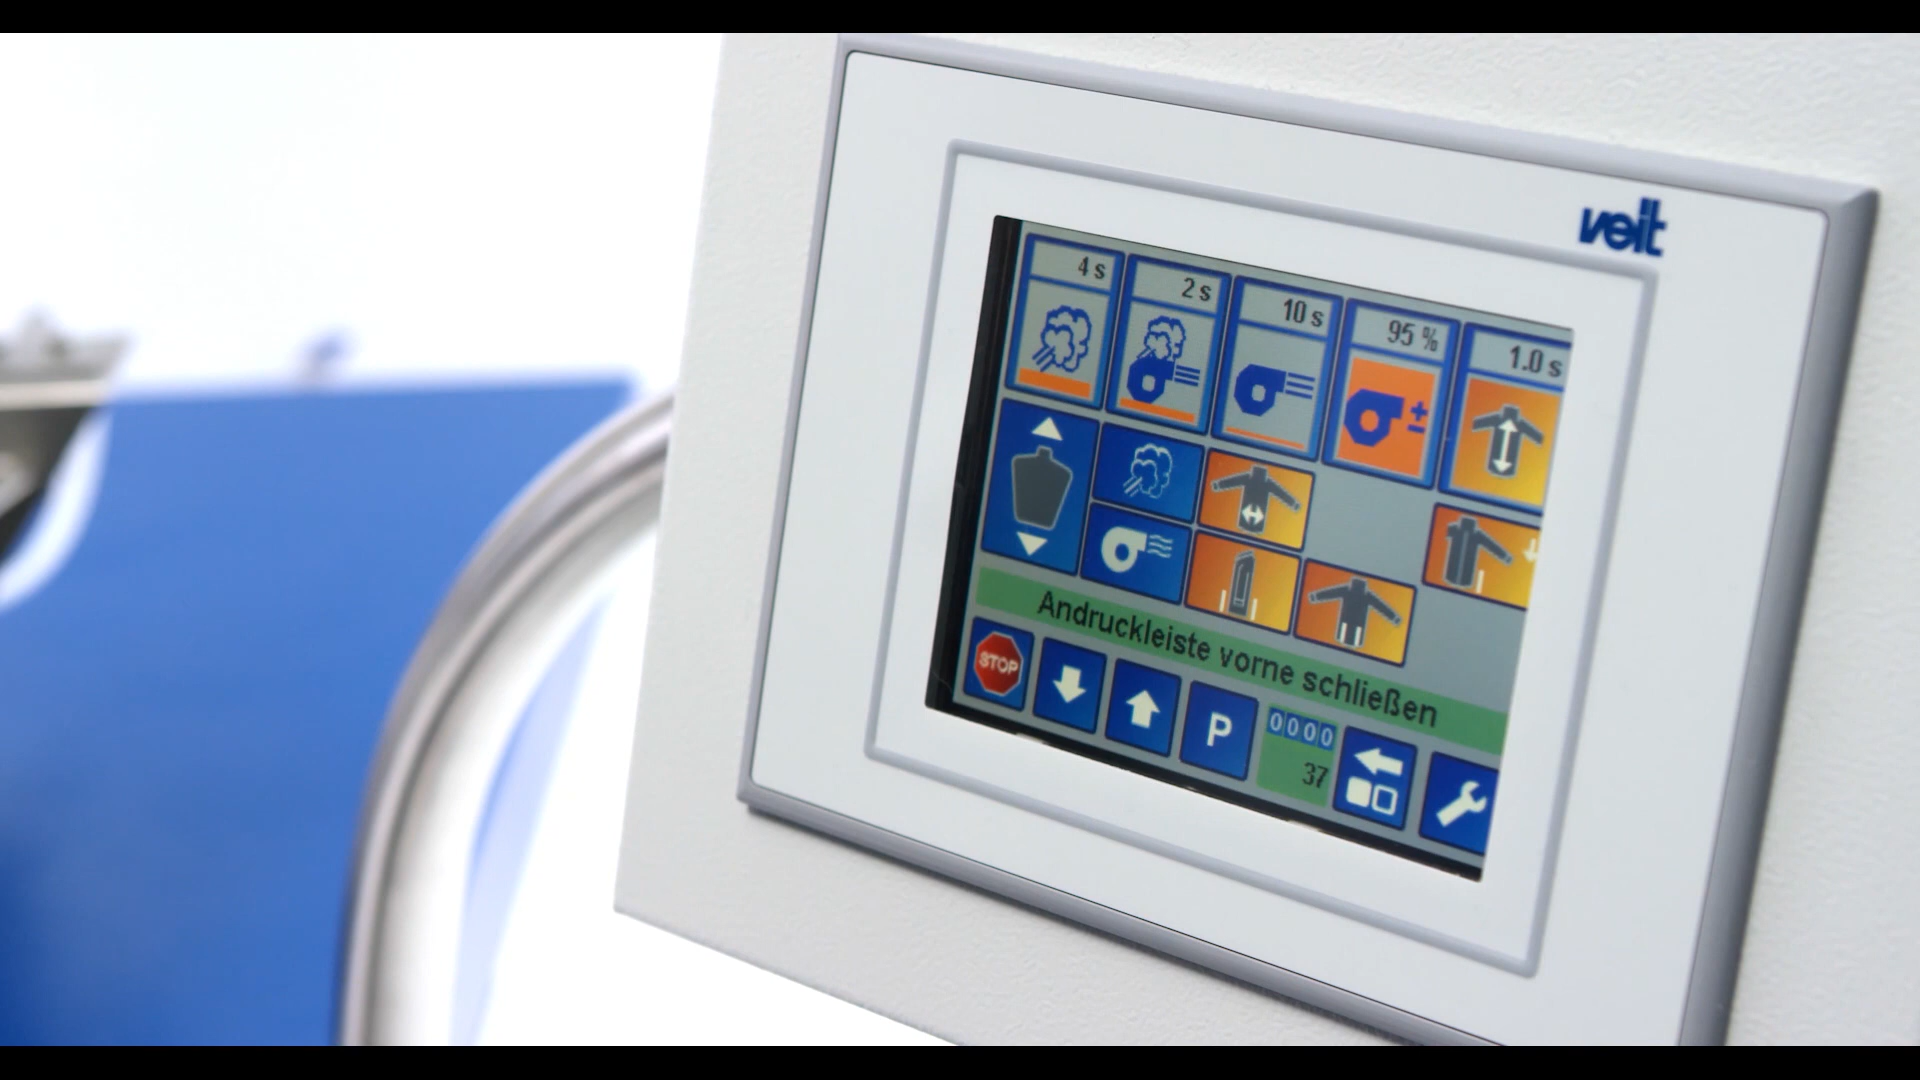 veit
4 s
2 s
10 s
95 %
1.0 s
Andruckleiste vorne schließen
STOP
P
0000
37